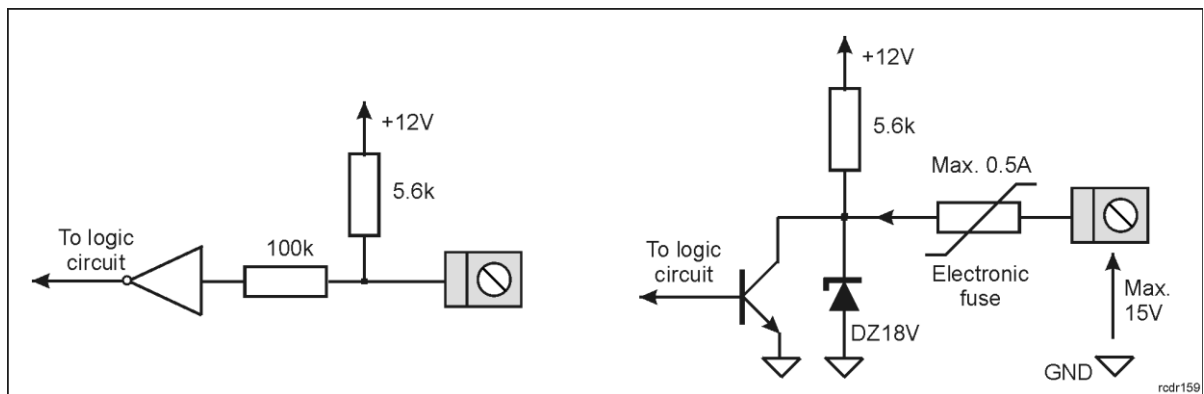 +12V
5.6k
To logic
circuit
100k
+12V
5.6k
Max. 0.5A
To logic
circuit
Electronic
fuse
DZ18V
Max.
15V
GND
rcdr159